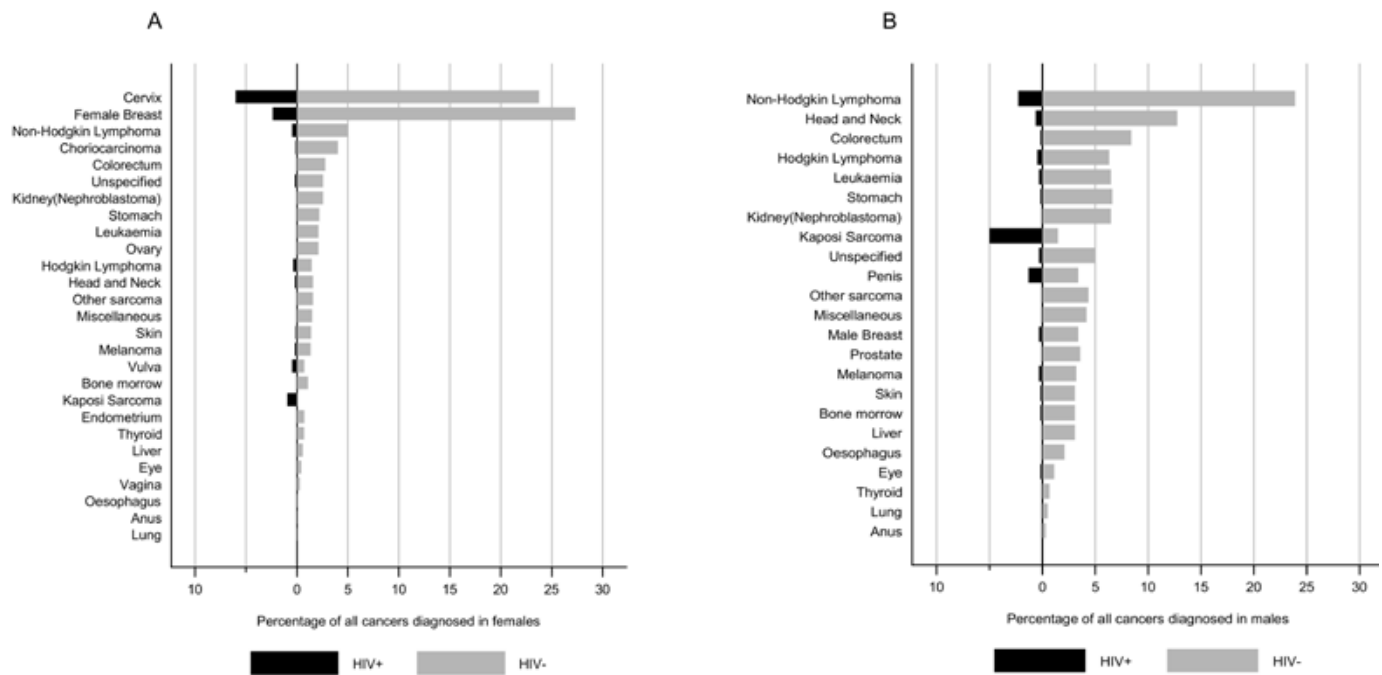 A
Cervix
Female Breast
Non-Hodgkin Lymphoma
Choriocarcinoma
Colorectum
Unspecified
Kidney(Nephroblastoma)
Stomach
Leukaemia
Ovary
Hodgkin Lymphoma
Head and Neck
Other sarcoma
Miscellaneous
Skin
Melanoma
Vulva
Bone morrow
Kaposi Sarcoma
Endometrium
Thyroid
Liver
Eye
Vagina
Oesophagus
Anus
Lung
10 0 5 10 15 20 25 30
Percentage of all cancers diagnosed in females
HIV+ HIV-
B
Non-Hodgkin Lymphoma
Head and Neck
Colorectum
Hodgkin Lymphoma
Leukaemia
Stomach
Kidney(Nephroblastoma)
Kaposi Sarcoma
Unspecified
Penis
Other sarcoma
Miscellaneous
Male Breast
Prostate
Melanoma
Skin
Bone morrow
Liver
Oesophagus
Eye
Thyroid
Lung
Anus
10 0 5 10 15 20 25 30
Percentage of all cancers diagnosed in males
HIV+ HIV-